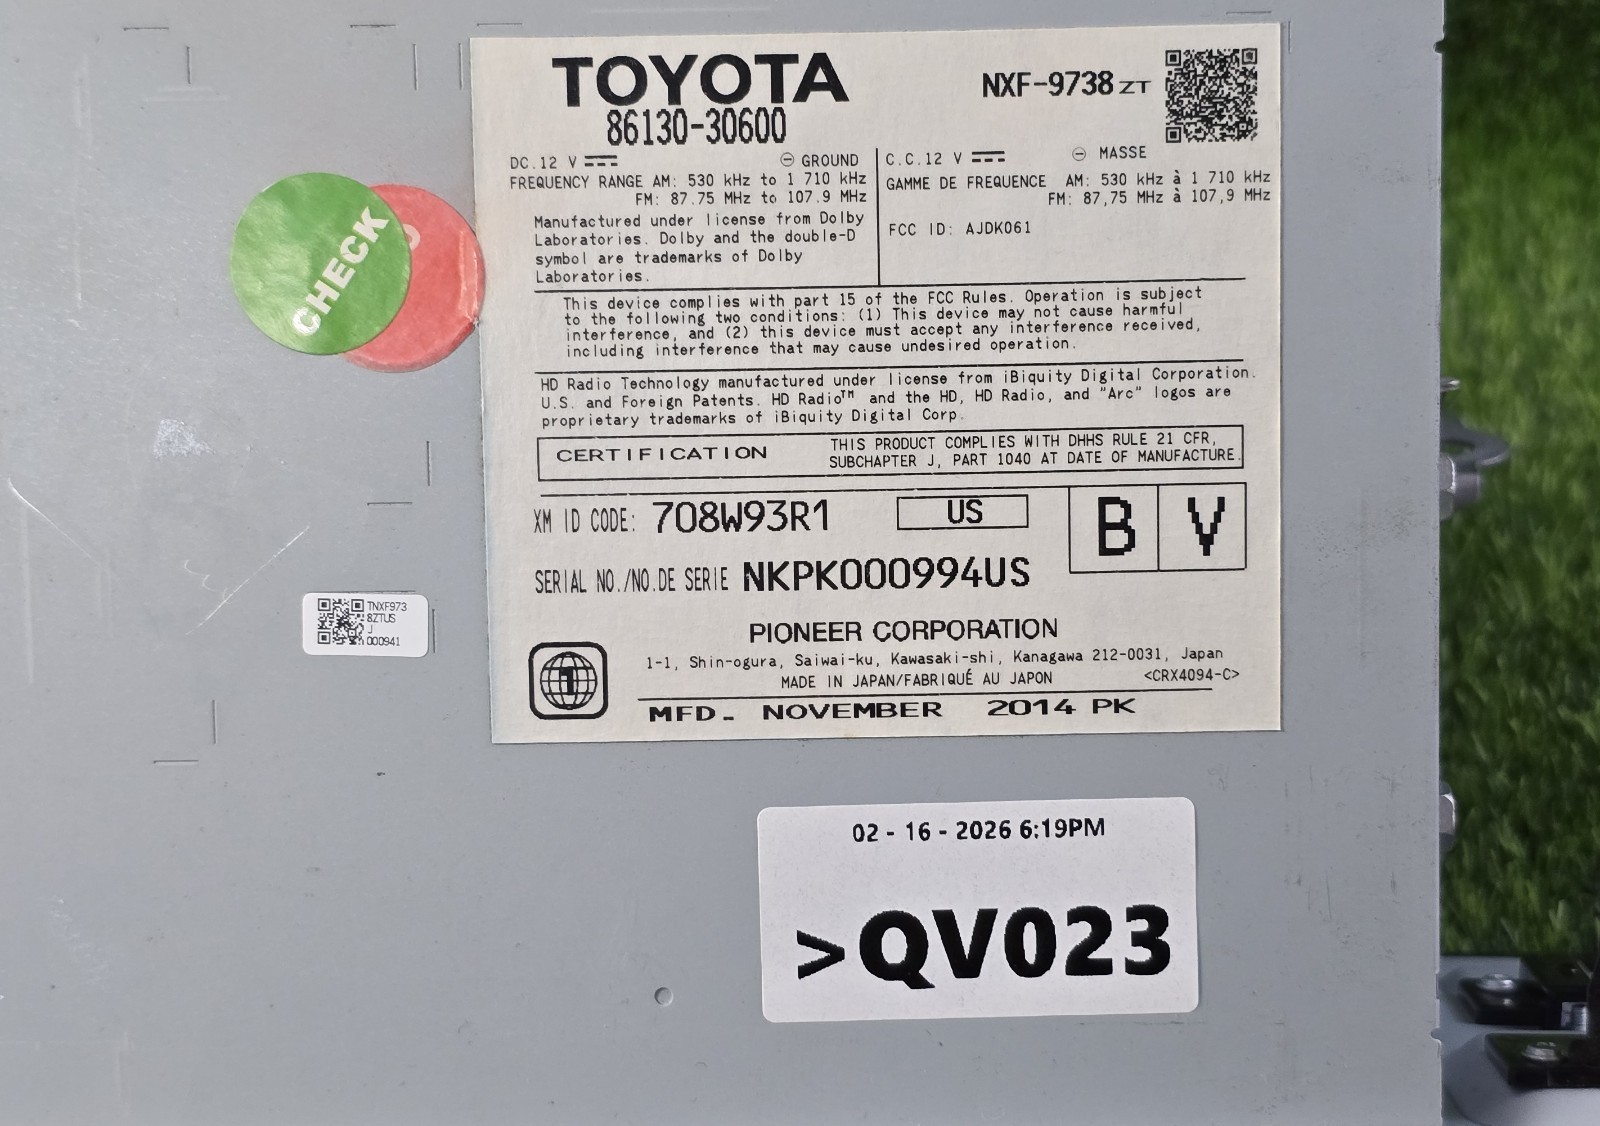 TOYOTA
86130-30600
NXF-9738 ZT
DC.12 V ⎓ ⊖ GROUND
FREQUENCY RANGE AM: 530 kHz to 1 710 kHz
FM: 87.75 MHz to 107.9 MHz
Manufactured under license from Dolby
Laboratories. Dolby and the double-D
symbol are trademarks of Dolby
Laboratories.
C.C.12 V ⎓ ⊖ MASSE
GAMME DE FREQUENCE AM: 530 kHz à 1 710 kHz
FM: 87,75 MHz à 107,9 MHz
FCC ID: AJDK061
CHECK
This device complies with part 15 of the FCC Rules. Operation is subject
to the following two conditions: (1) This device may not cause harmful
interference, and (2) this device must accept any interference received,
including interference that may cause undesired operation.
HD Radio Technology manufactured under license from iBiquity Digital Corporation.
U.S. and Foreign Patents. HD Radio™ and the HD, HD Radio, and "Arc" logos are
proprietary trademarks of iBiquity Digital Corp.
CERTIFICATION
THIS PRODUCT COMPLIES WITH DHHS RULE 21 CFR,
SUBCHAPTER J, PART 1040 AT DATE OF MANUFACTURE.
XM ID CODE: 708W93R1
US
B V
SERIAL NO./NO.DE SERIE NKPK000994US
TNXF973
8ZTUS
J
000941
PIONEER CORPORATION
1-1, Shin-ogura, Saiwai-ku, Kawasaki-shi, Kanagawa 212-0031, Japan
MADE IN JAPAN/FABRIQUÉ AU JAPON <CRX4094-C>
1
MFD. NOVEMBER 2014 PK
02 - 16 - 2026 6:19PM
>QV023